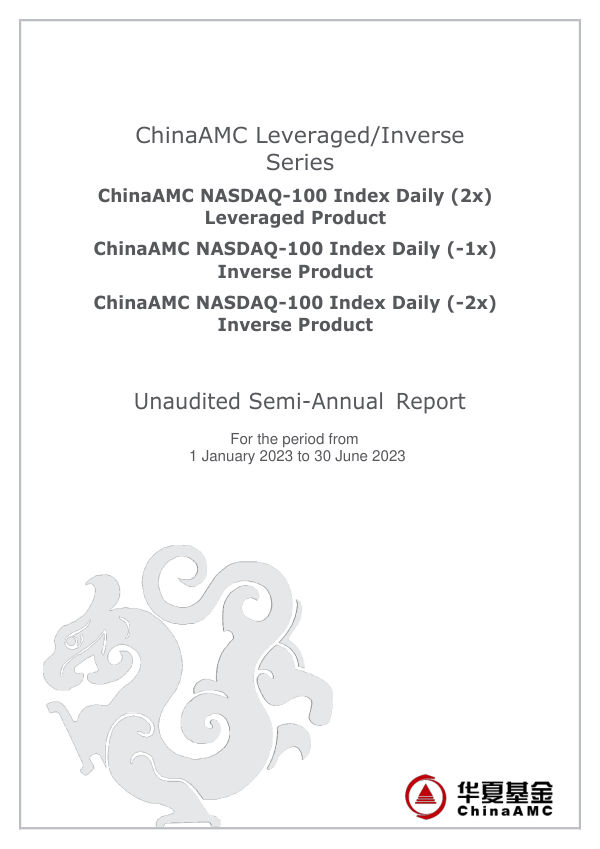 ChinaAMC Leveraged/Inverse
Series
ChinaAMC NASDAQ-100 Index Daily (2x)
Leveraged Product
ChinaAMC NASDAQ-100 Index Daily (-1x)
Inverse Product
ChinaAMC NASDAQ-100 Index Daily (-2x)
Inverse Product
Unaudited Semi-Annual Report
For the period from
1 January 2023 to 30 June 2023
华夏基金
ChinaAMC